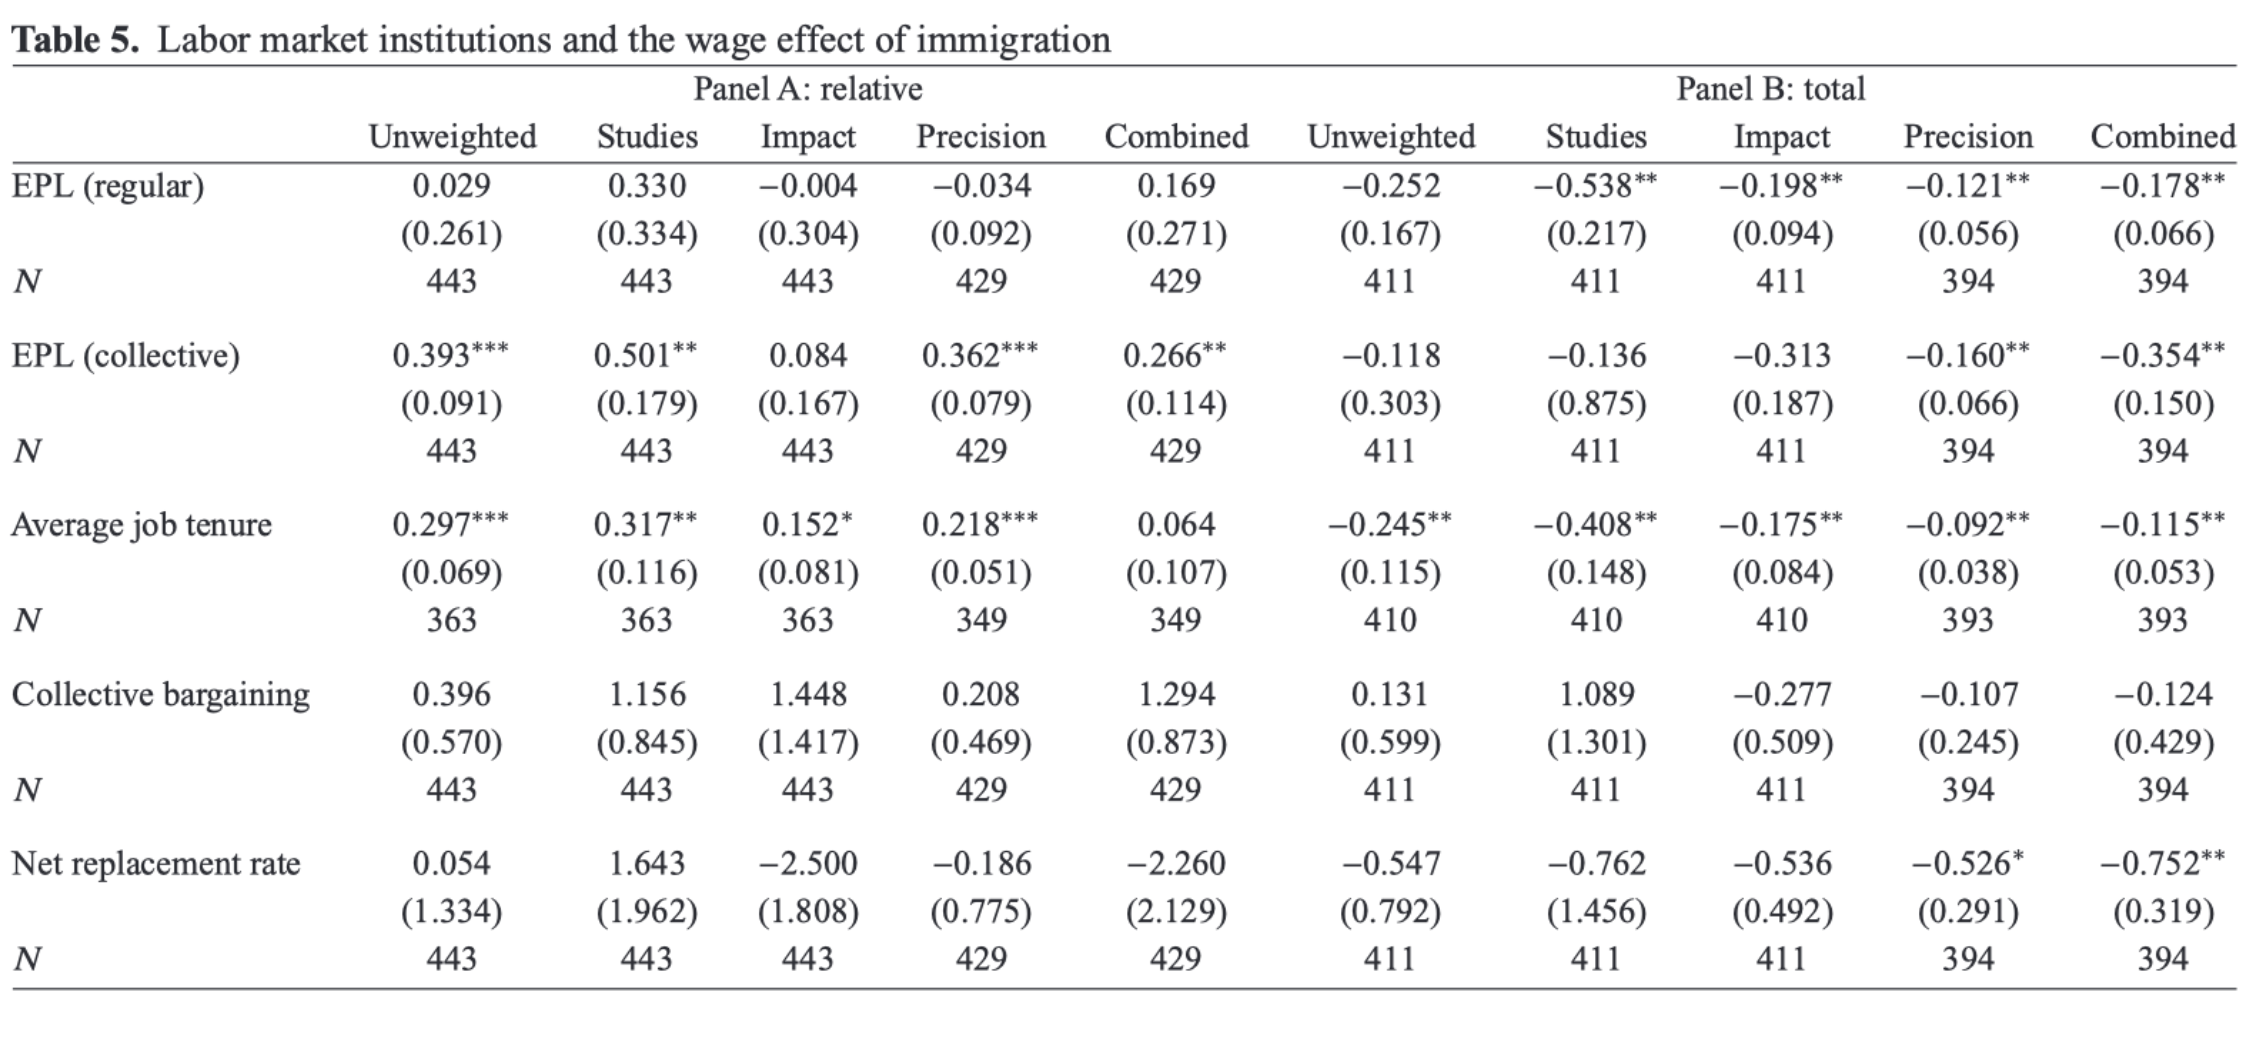 Table 5. Labor market institutions and the wage effect of immigration
Panel A: relative Panel B: total
Unweighted Studies Impact Precision Combined Unweighted Studies Impact Precision Combined
EPL (regular) 0.029 0.330 −0.004 −0.034 0.169 −0.252 −0.538** −0.198** −0.121** −0.178**
(0.261) (0.334) (0.304) (0.092) (0.271) (0.167) (0.217) (0.094) (0.056) (0.066)
N 443 443 443 429 429 411 411 411 394 394
EPL (collective) 0.393*** 0.501** 0.084 0.362*** 0.266** −0.118 −0.136 −0.313 −0.160** −0.354**
(0.091) (0.179) (0.167) (0.079) (0.114) (0.303) (0.875) (0.187) (0.066) (0.150)
N 443 443 443 429 429 411 411 411 394 394
Average job tenure 0.297*** 0.317** 0.152* 0.218*** 0.064 −0.245** −0.408** −0.175** −0.092** −0.115**
(0.069) (0.116) (0.081) (0.051) (0.107) (0.115) (0.148) (0.084) (0.038) (0.053)
N 363 363 363 349 349 410 410 410 393 393
Collective bargaining 0.396 1.156 1.448 0.208 1.294 0.131 1.089 −0.277 −0.107 −0.124
(0.570) (0.845) (1.417) (0.469) (0.873) (0.599) (1.301) (0.509) (0.245) (0.429)
N 443 443 443 429 429 411 411 411 394 394
Net replacement rate 0.054 1.643 −2.500 −0.186 −2.260 −0.547 −0.762 −0.536 −0.526* −0.752**
(1.334) (1.962) (1.808) (0.775) (2.129) (0.792) (1.456) (0.492) (0.291) (0.319)
N 443 443 443 429 429 411 411 411 394 394